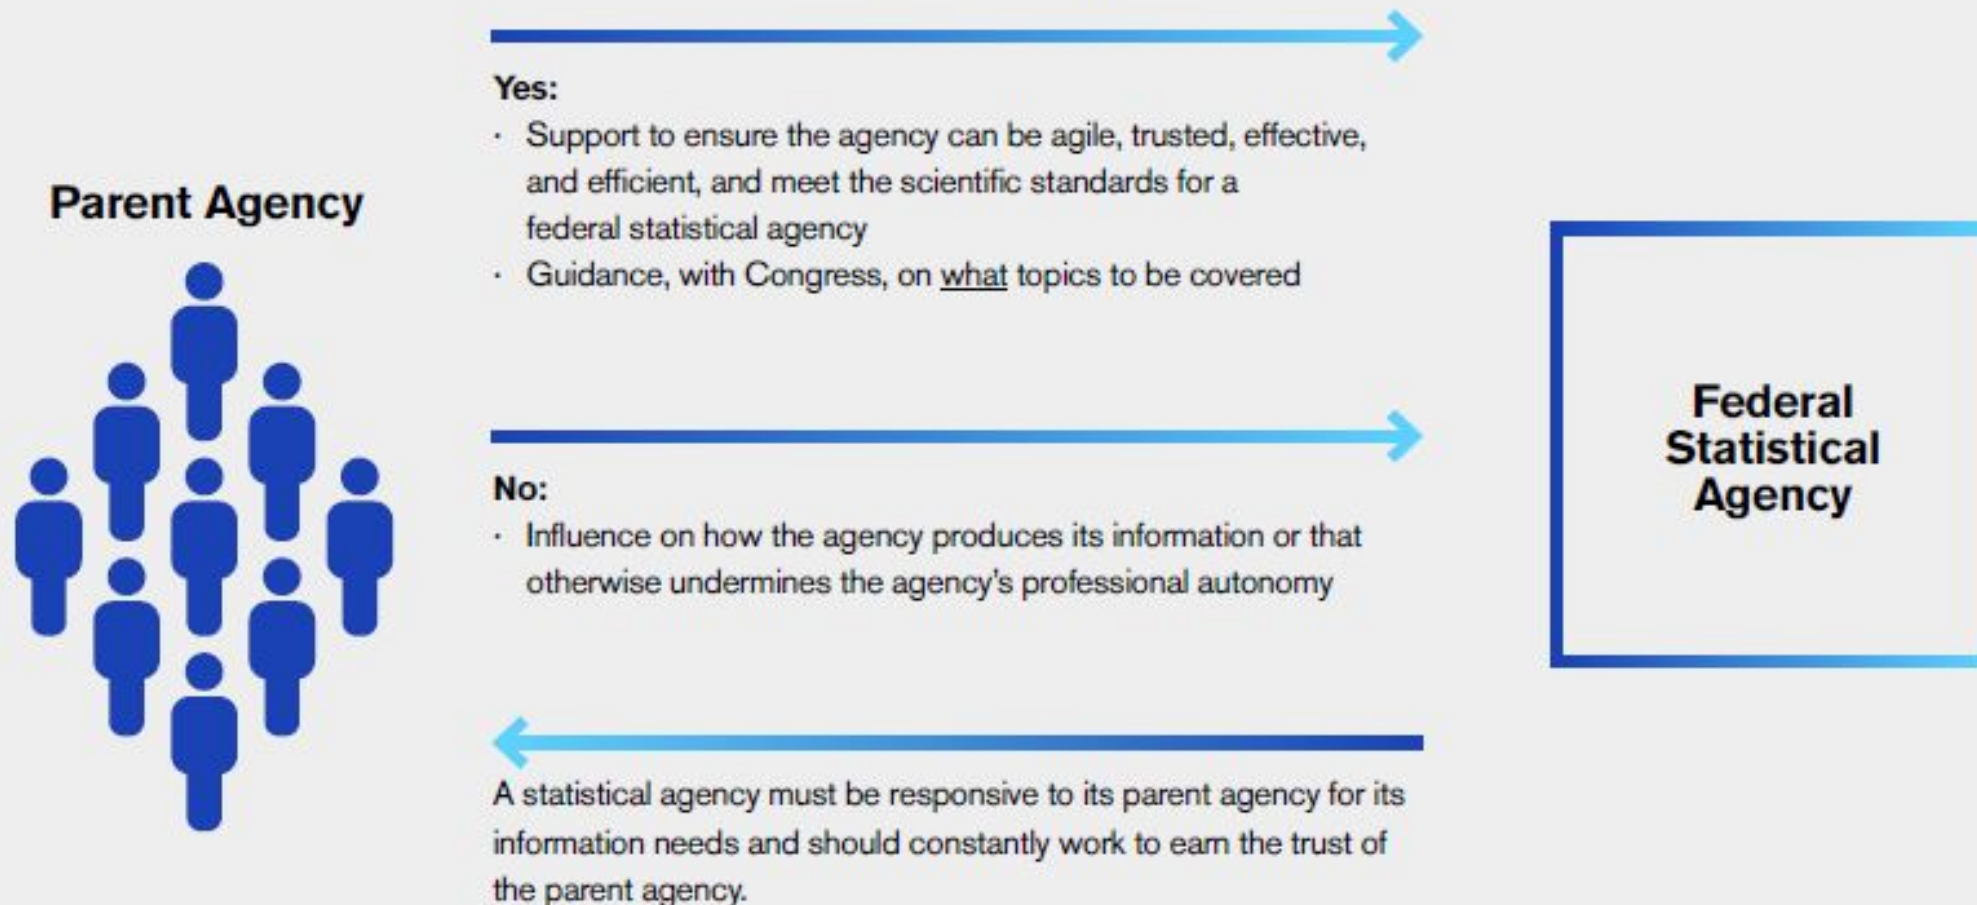 Parent Agency
Yes:
· Support to ensure the agency can be agile, trusted, effective,
and efficient, and meet the scientific standards for a
federal statistical agency
· Guidance, with Congress, on what topics to be covered
No:
· Influence on how the agency produces its information or that
otherwise undermines the agency's professional autonomy
A statistical agency must be responsive to its parent agency for its
information needs and should constantly work to earn the trust of
the parent agency.
Federal
Statistical
Agency